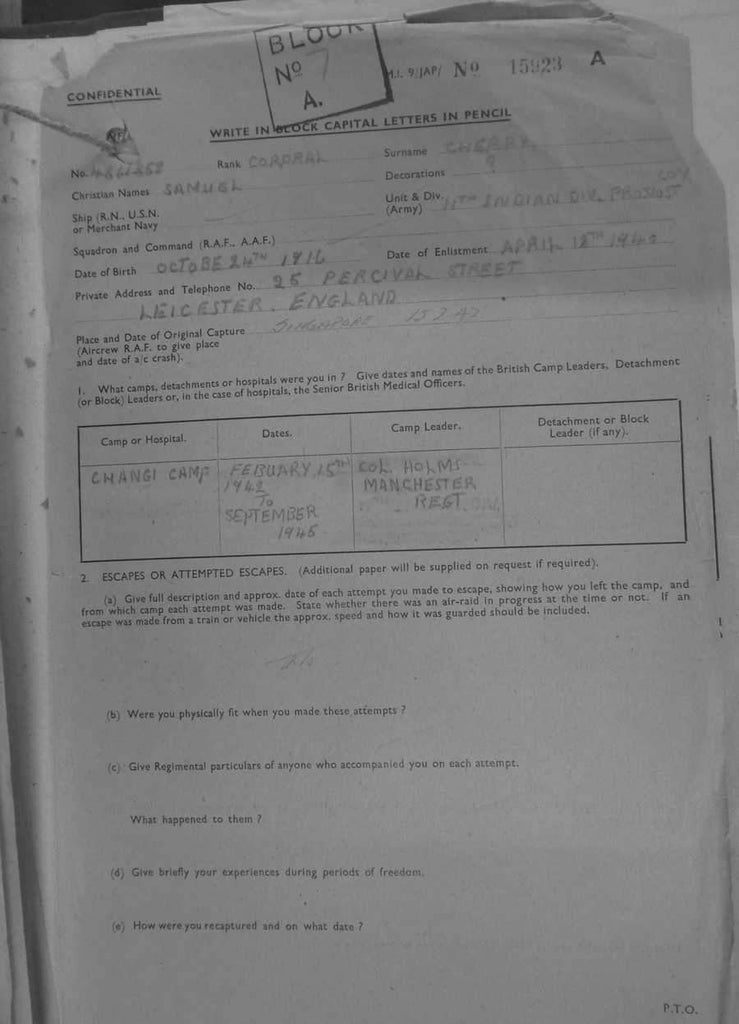 BLOCK
Nº 7
A.
M.I. 9/JAP/ Nº 15923 A
CONFIDENTIAL
WRITE IN BLOCK CAPITAL LETTERS IN PENCIL
No.
Rank CORPRAL
Surname CHERRY
Christian Names SAMUEL
Decorations ?
Ship (R.N., U.S.N.
or Merchant Navy
Unit & Div. 11TH INDIAN DIV. PROVOST COY
(Army)
Squadron and Command (R.A.F., A.A.F.)
Date of Birth OCTOBE 24TH 1916
Date of Enlistment APRIL 18TH 1940
Private Address and Telephone No. 25 PERCIVAL STREET
LEICESTER. ENGLAND
Place and Date of Original Capture SINGAPORE 15 2 42
(Aircrew R.A.F. to give place
and date of a/c crash).
1. What camps, detachments or hospitals were you in ? Give dates and names of the British Camp Leaders, Detachment
(or Block) Leaders or, in the case of hospitals, the Senior British Medical Officers.
Camp or Hospital. Dates. Camp Leader. Detachment or Block
Leader (if any).
CHANGI CAMP FEBUARY 15TH COL. HOLMS
1942 MANCHESTER
TO REGT
SEPTEMBER
1945
2. ESCAPES OR ATTEMPTED ESCAPES. (Additional paper will be supplied on request if required).
(a) Give full description and approx. date of each attempt you made to escape, showing how you left the camp, and
from which camp each attempt was made. State whether there was an air-raid in progress at the time or not. If an
escape was made from a train or vehicle the approx. speed and how it was guarded should be included.
(b) Were you physically fit when you made these attempts ?
(c) Give Regimental particulars of anyone who accompanied you on each attempt.
What happened to them ?
(d) Give briefly your experiences during periods of freedom.
(e) How were you recaptured and on what date ?
P.T.O.